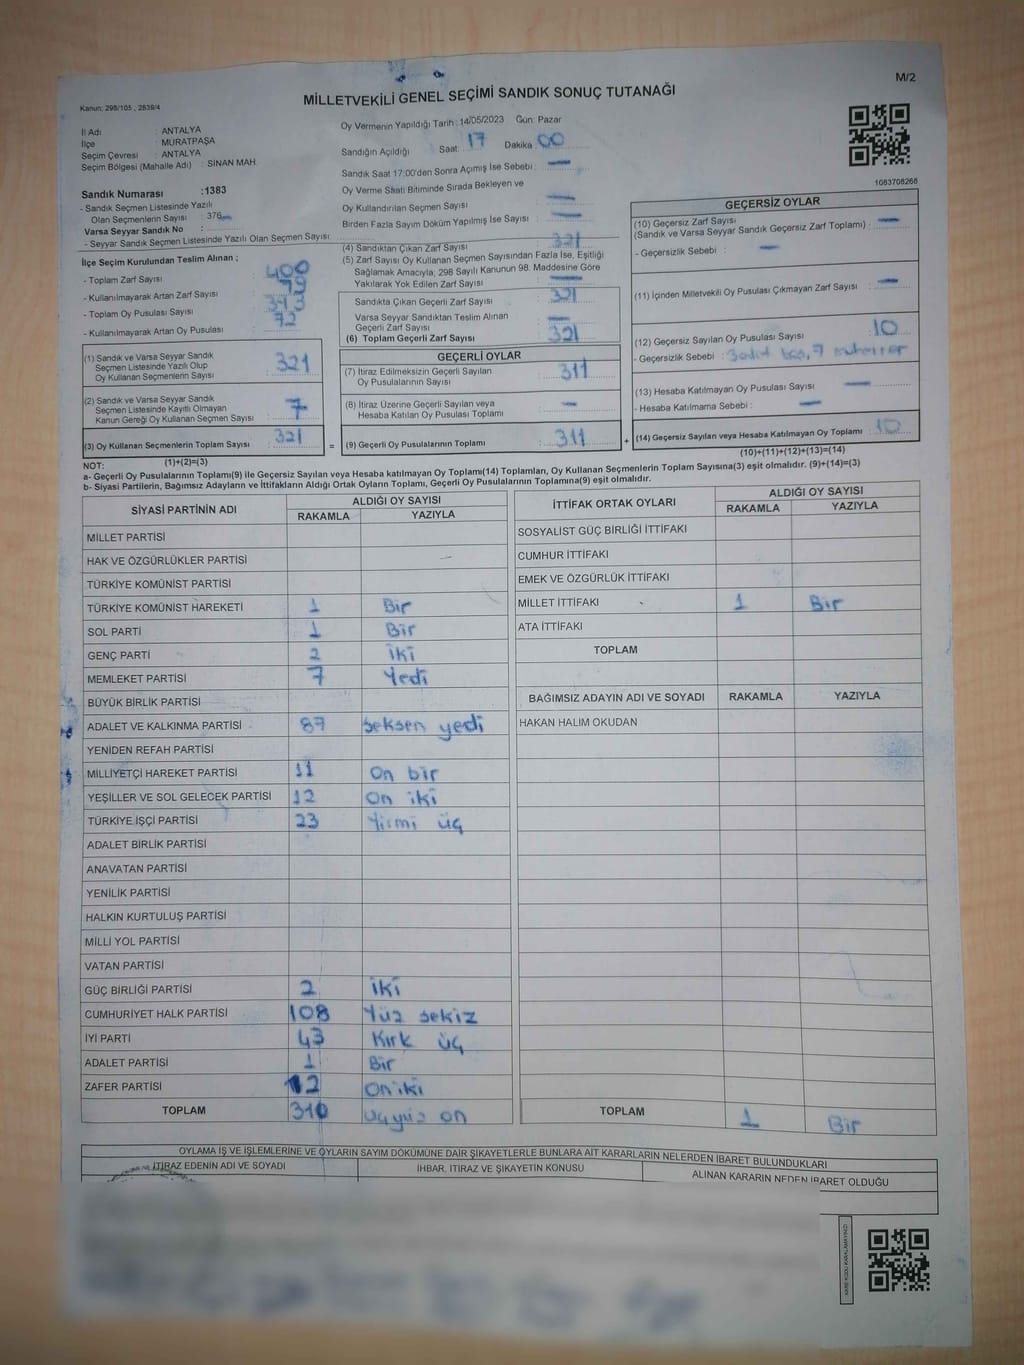 M/2
MİLLETVEKİLİ GENEL SEÇİMİ SANDIK SONUÇ TUTANAĞI
Kanun: 298/105 , 2839/4
İl Adı : ANTALYA
İlçe : MURATPAŞA
Seçim Çevresi : ANTALYA
Seçim Bölgesi (Mahalle Adı) : SİNAN MAH.
Oy Vermenin Yapıldığı Tarih : 14/05/2023 Gün: Pazar
Sandığın Açıldığı Saat: 17 Dakika : 00
Sandık Saat 17:00'den Sonra Açımış İse Sebebi : —
Oy Verme Saati Bitiminde Sırada Bekleyen ve
Oy Kullandırılan Seçmen Sayısı : —
Birden Fazla Sayım Döküm Yapılmış İse Sayısı : —
Sandık Numarası :1383
- Sandık Seçmen Listesinde Yazılı
Olan Seçmenlerin Sayısı : 376
Varsa Seyyar Sandık No :
- Seyyar Sandık Seçmen Listesinde Yazılı Olan Seçmen Sayısı:
İlçe Seçim Kurulundan Teslim Alınan ;
- Toplam Zarf Sayısı : 400
- Kullanılmayarak Artan Zarf Sayısı : 79
- Toplam Oy Pusulası Sayısı : 393
- Kullanılmayarak Artan Oy Pusulası : 72
(1) Sandık ve Varsa Seyyar Sandık
Seçmen Listesinde Yazılı Olup
Oy Kullanan Seçmenlerin Sayısı : 321
(2) Sandık ve Varsa Seyyar Sandık
Seçmen Listesinde Kayıtlı Olmayan
Kanun Gereği Oy Kullanan Seçmen Sayısı : 7
(3) Oy Kullanan Seçmenlerin Toplam Sayısı : 321
(1)+(2)=(3)
(4) Sandıktan Çıkan Zarf Sayısı : 321
(5) Zarf Sayısı Oy Kullanan Seçmen Sayısından Fazla İse, Eşitliği
Sağlamak Amacıyla, 298 Sayılı Kanunun 98. Maddesine Göre
Yakılarak Yok Edilen Zarf Sayısı : —
Sandıkta Çıkan Geçerli Zarf Sayısı : 321
Varsa Seyyar Sandıktan Teslim Alınan
Geçerli Zarf Sayısı : —
(6) Toplam Geçerli Zarf Sayısı : 321
GEÇERLİ OYLAR
(7) İtiraz Edilmeksizin Geçerli Sayılan
Oy Pusulalarının Sayısı : 311
(8) İtiraz Üzerine Geçerli Sayılan veya
Hesaba Katılan Oy Pusulası Toplamı : —
= (9) Geçerli Oy Pusulalarının Toplamı : 311
1083708268
GEÇERSİZ OYLAR
(10) Geçersiz Zarf Sayısı
(Sandık ve Varsa Seyyar Sandık Geçersiz Zarf Toplamı) : —
- Geçersizlik Sebebi : —
(11) İçinden Milletvekili Oy Pusulası Çıkmayan Zarf Sayısı : —
(12) Geçersiz Sayılan Oy Pusulası Sayısı : 10
- Geçersizlik Sebebi : 3 adet boş, 7
(13) Hesaba Katılmayan Oy Pusulası Sayısı : —
- Hesaba Katılmama Sebebi : —
+ (14) Geçersiz Sayılan veya Hesaba Katılmayan Oy Toplamı : 10
(10)+(11)+(12)+(13)=(14)
NOT:
a- Geçerli Oy Pusulalarının Toplamı(9) ile Geçersiz Sayılan veya Hesaba katılmayan Oy Toplamı(14) Toplamları, Oy Kullanan Seçmenlerin Toplam Sayısına(3) eşit olmalıdır. (9)+(14)=(3)
b- Siyasi Partilerin, Bağımsız Adayların ve İttifakların Aldığı Ortak Oyların Toplamı, Geçerli Oy Pusulalarının Toplamına(9) eşit olmalıdır.
SİYASİ PARTİNİN ADI ALDIĞI OY SAYISI
RAKAMLA YAZIYLA
MİLLET PARTİSİ
HAK VE ÖZGÜRLÜKLER PARTİSİ
TÜRKİYE KOMÜNİST PARTİSİ
TÜRKİYE KOMÜNİST HAREKETİ 1 Bir
SOL PARTİ 1 Bir
GENÇ PARTİ 2 iki
MEMLEKET PARTİSİ 7 Yedi
BÜYÜK BİRLİK PARTİSİ
ADALET VE KALKINMA PARTİSİ 87 seksen yedi
YENİDEN REFAH PARTİSİ
MİLLİYETÇİ HAREKET PARTİSİ 11 On bir
YEŞİLLER VE SOL GELECEK PARTİSİ 12 On iki
TÜRKİYE İŞÇİ PARTİSİ 23 Yirmi üç
ADALET BİRLİK PARTİSİ
ANAVATAN PARTİSİ
YENİLİK PARTİSİ
HALKIN KURTULUŞ PARTİSİ
MİLLİ YOL PARTİSİ
VATAN PARTİSİ
GÜÇ BİRLİĞİ PARTİSİ 2 iki
CUMHURİYET HALK PARTİSİ 108 Yüz sekiz
İYİ PARTİ 43 Kırk üç
ADALET PARTİSİ 1 Bir
ZAFER PARTİSİ 12 On iki
TOPLAM 310 üçyüz on
İTTİFAK ORTAK OYLARI ALDIĞI OY SAYISI
RAKAMLA YAZIYLA
SOSYALİST GÜÇ BİRLİĞİ İTTİFAKI
CUMHUR İTTİFAKI
EMEK VE ÖZGÜRLÜK İTTİFAKI
MİLLET İTTİFAKI 1 Bir
ATA İTTİFAKI
TOPLAM
BAĞIMSIZ ADAYIN ADI VE SOYADI RAKAMLA YAZIYLA
HAKAN HALIM OKUDAN
TOPLAM 1 Bir
OYLAMA İŞ VE İŞLEMLERİNE VE OYLARIN SAYIM DÖKÜMÜNE DAİR ŞİKAYETLERLE BUNLARA AİT KARARLARIN NELERDEN İBARET BULUNDUKLARI
İTİRAZ EDENİN ADI VE SOYADI İHBAR, İTİRAZ VE ŞİKAYETİN KONUSU ALINAN KARARIN NEDEN İBARET OLDUĞU